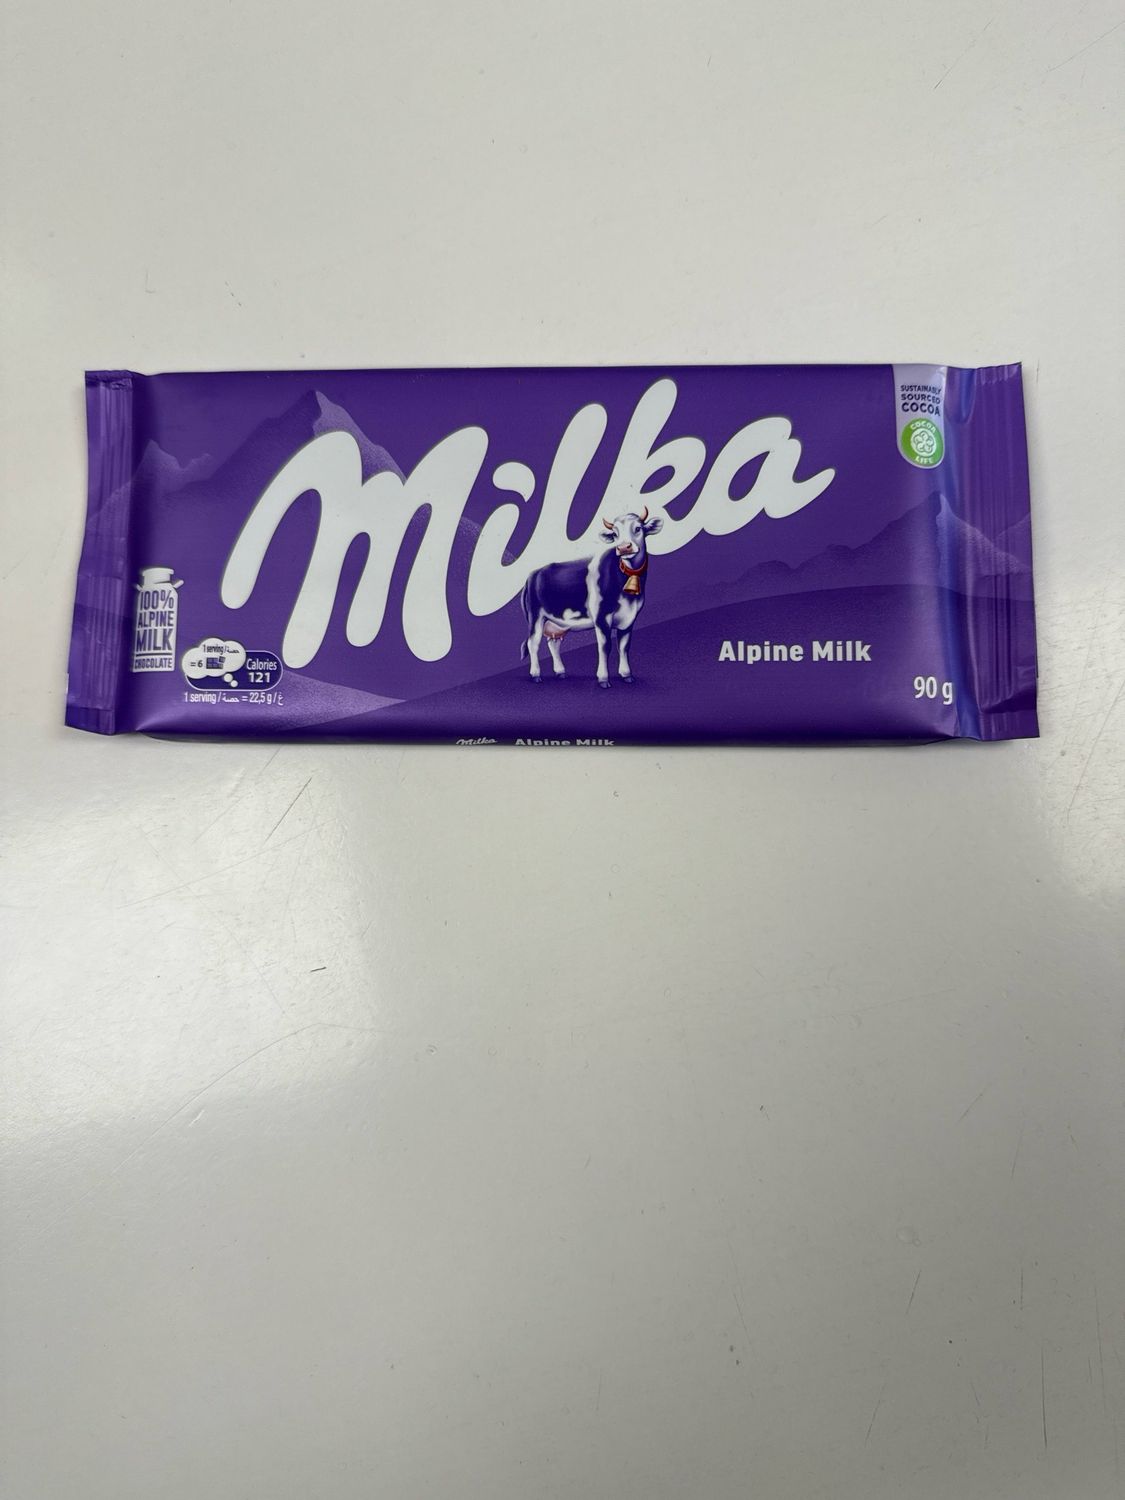 Milka
SUSTAINABLY
SOURCED
COCOA
COCOA
LIFE
100%
ALPINE
MILK
CHOCOLATE
1 serving / حصة
= 6
Calories
121
1 serving / حصة = 22,5 g / غ
Alpine Milk
90 g
Milka Alpine Milk